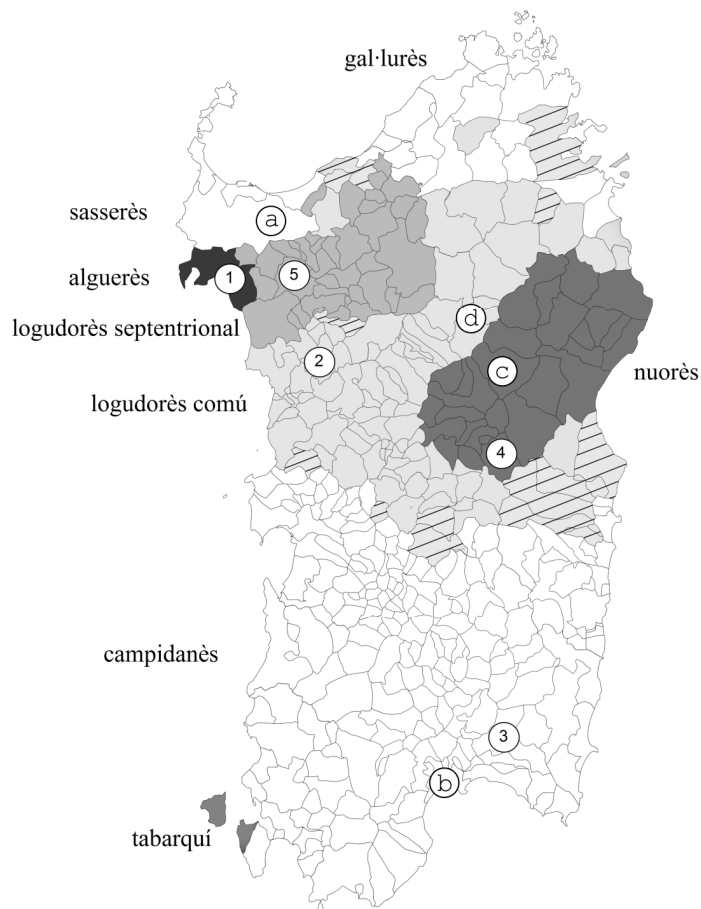 gal·lurès
sasserès
a
alguerès
1
5
logudorès septentrional
d
2
c
nuorès
logudorès comú
4
campidanès
3
b
tabarquí